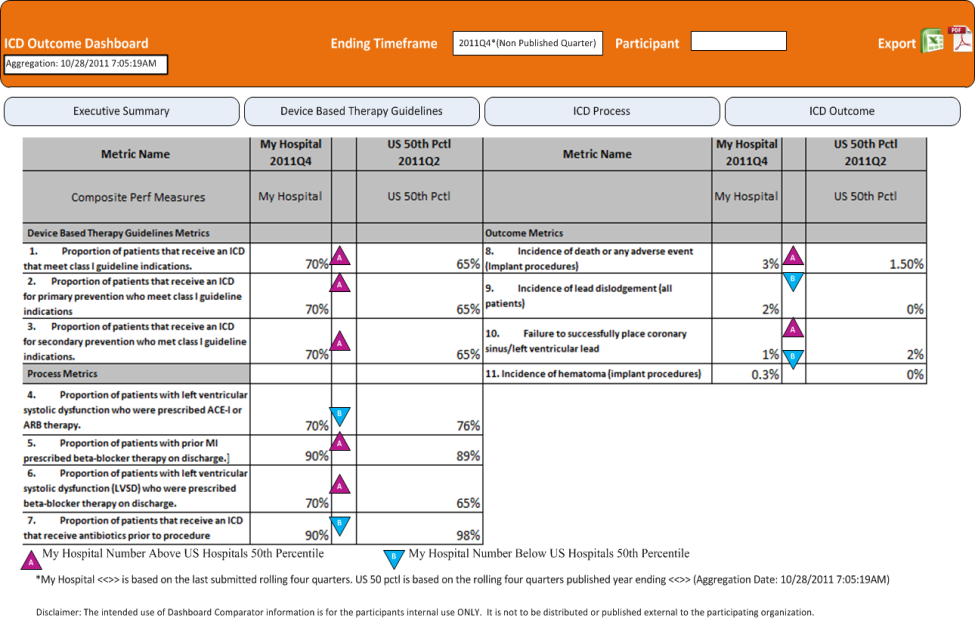 ICD Outcome Dashboard
Ending Timeframe
2011Q4*(Non Published Quarter)
Participant
Export
PDF
Aggregation: 10/28/2011 7:05:19AM
Executive Summary
Device Based Therapy Guidelines
ICD Process
ICD Outcome
Metric Name
My Hospital
2011Q4
US 50th Pctl
2011Q2
Composite Perf Measures
My Hospital
US 50th Pctl
Device Based Therapy Guidelines Metrics
1. Proportion of patients that receive an ICD
that meet class I guideline indications.
70%
A
65%
2. Proportion of patients that receive an ICD
for primary prevention who meet class I guideline
indications
70%
A
65%
3. Proportion of patients that receive an ICD
for secondary prevention who met class I guideline
indications.
70%
A
65%
Process Metrics
4. Proportion of patients with left ventricular
systolic dysfunction who were prescribed ACE-I or
ARB therapy.
70%
B
76%
5. Proportion of patients with prior MI
prescribed beta-blocker therapy on discharge.]
90%
A
89%
6. Proportion of patients with left ventricular
systolic dysfunction (LVSD) who were prescribed
beta-blocker therapy on discharge.
70%
A
65%
7. Proportion of patients that receive an ICD
that receive antibiotics prior to procedure
90%
B
98%
Metric Name
My Hospital
2011Q4
US 50th Pctl
2011Q2
My Hospital
US 50th Pctl
Outcome Metrics
8. Incidence of death or any adverse event
(Implant procedures)
3%
A
1.50%
9. Incidence of lead dislodgement (all
patients)
2%
B
0%
10. Failure to successfully place coronary
sinus/left ventricular lead
1%
A
2%
11. Incidence of hematoma (implant procedures)
0.3%
B
0%
A My Hospital Number Above US Hospitals 50th Percentile
B My Hospital Number Below US Hospitals 50th Percentile
*My Hospital <<>> is based on the last submitted rolling four quarters. US 50 pctl is based on the rolling four quarters published year ending <<>> (Aggregation Date: 10/28/2011 7:05:19AM)
Disclaimer: The intended use of Dashboard Comparator information is for the participants internal use ONLY. It is not to be distributed or published external to the participating organization.